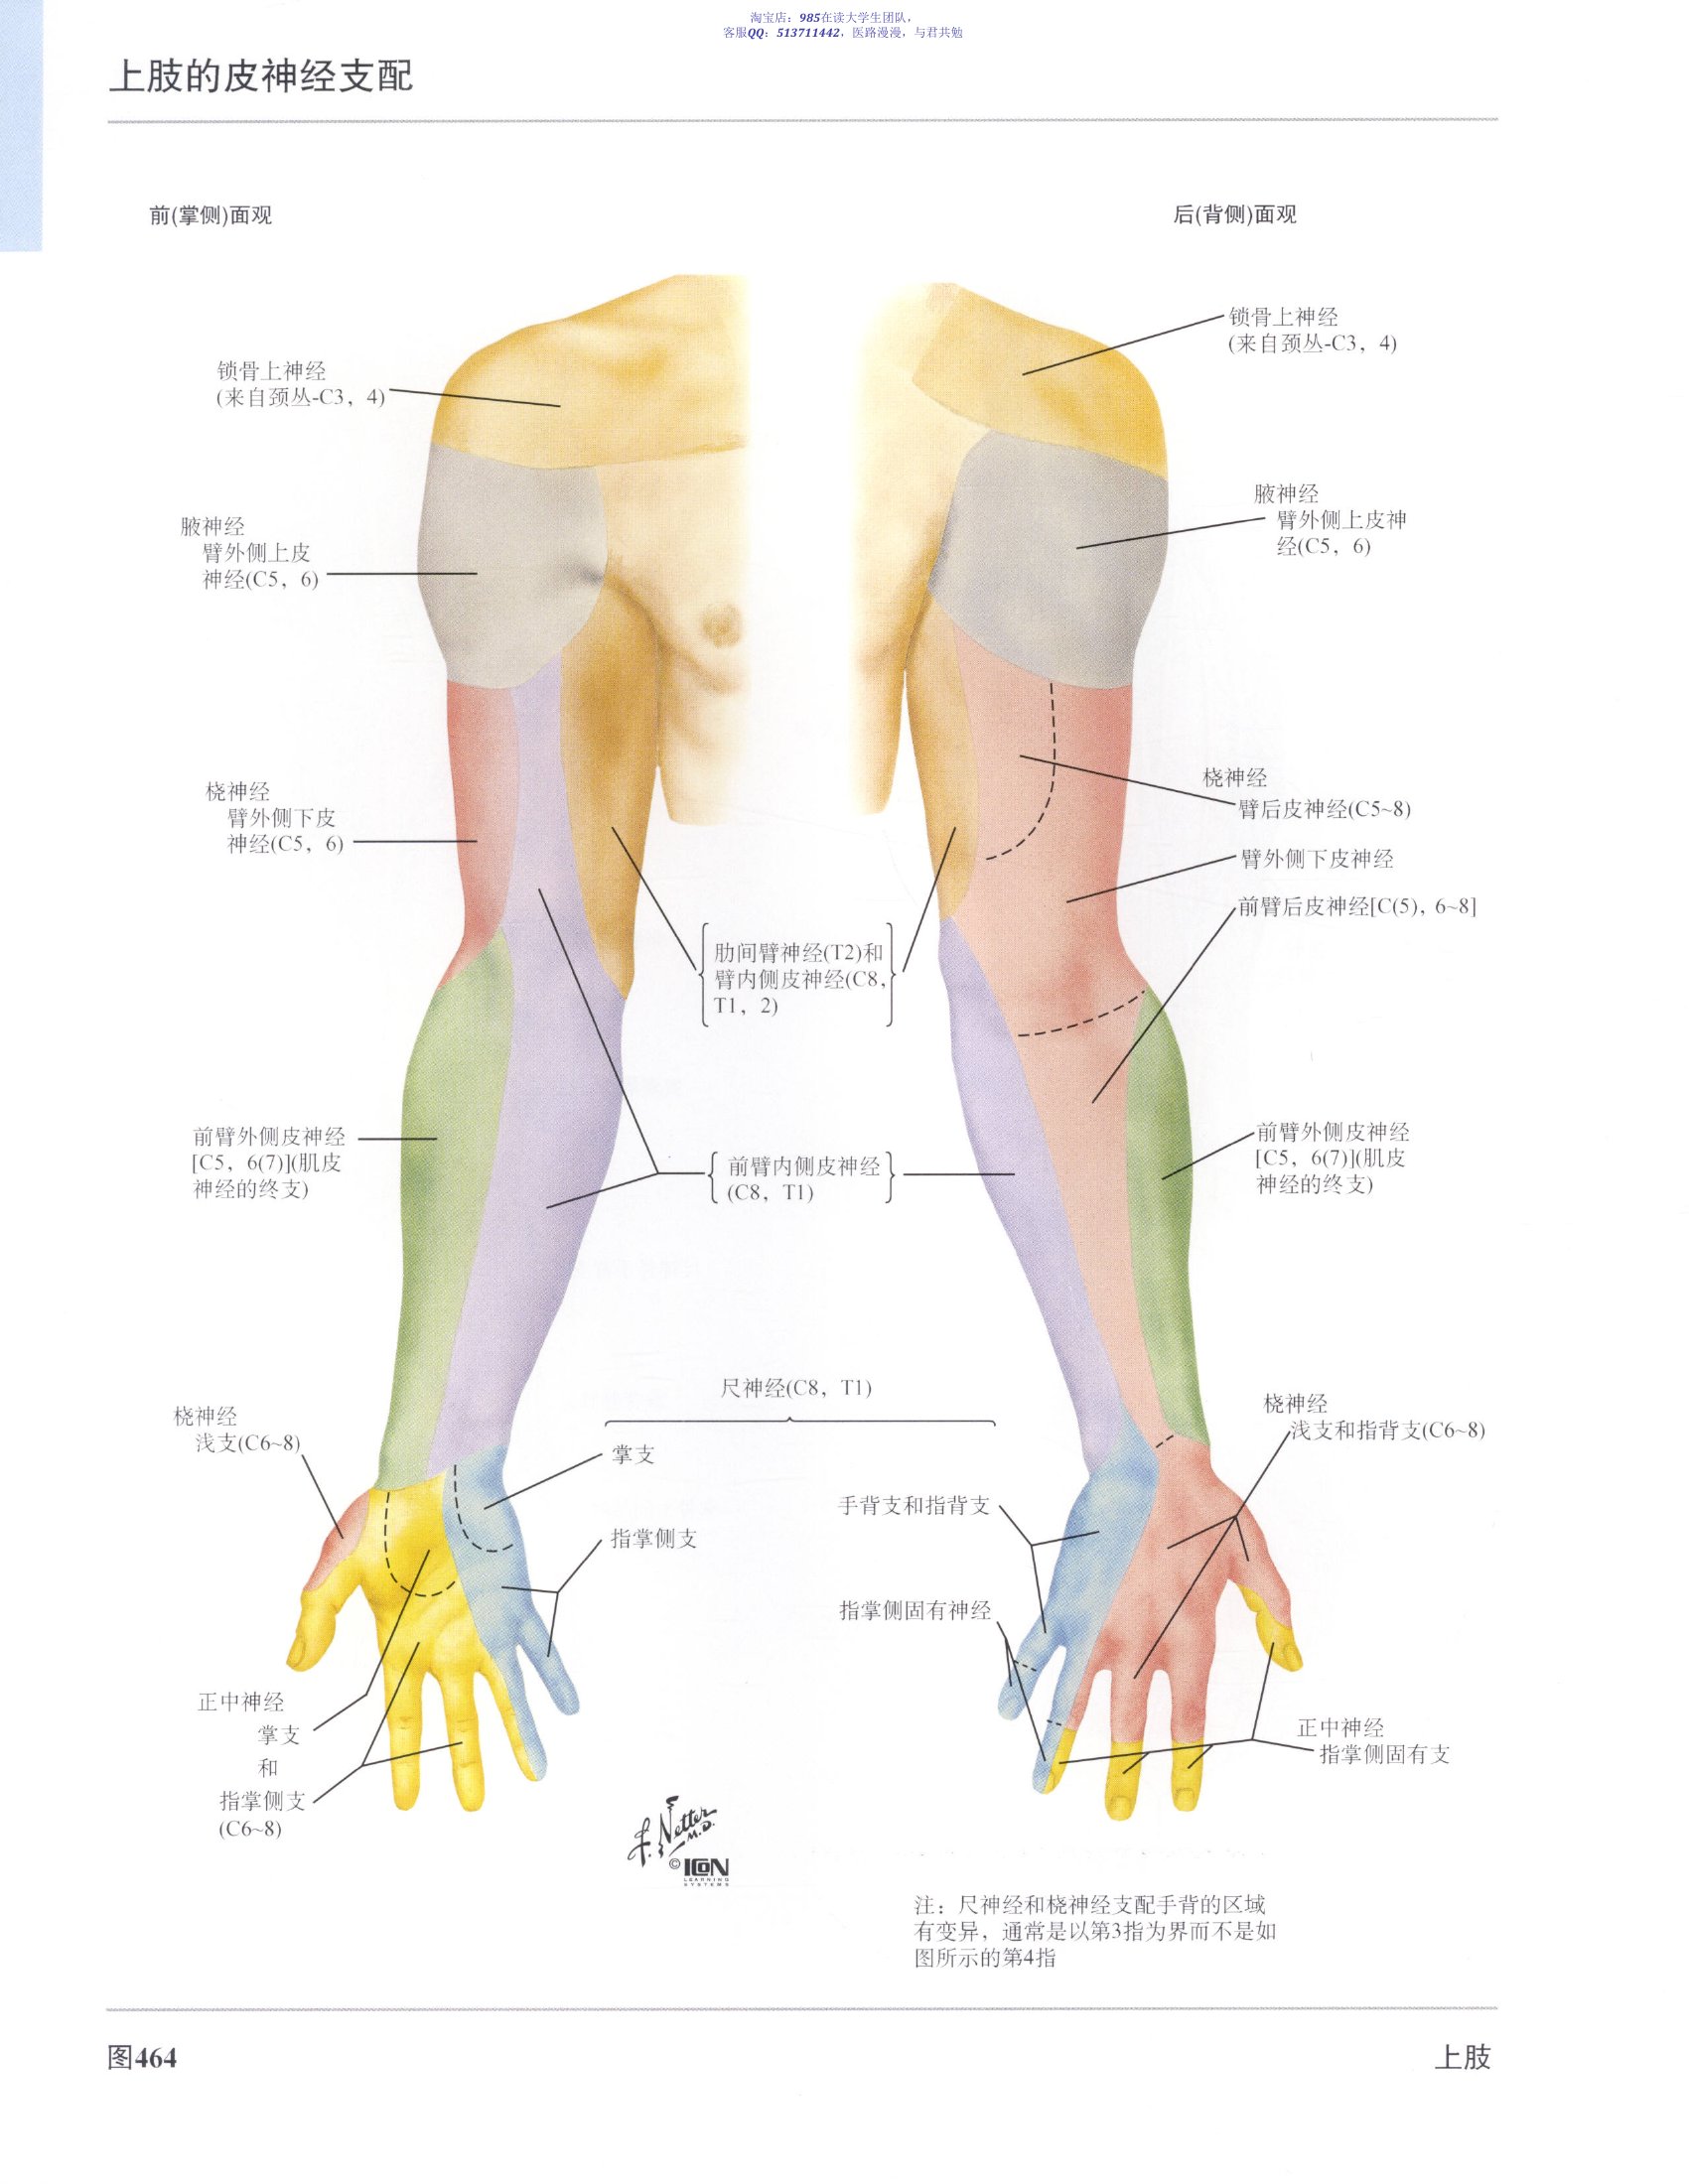 淘宝店：985在读大学生团队，
客服QQ：513711442，医路漫漫，与君共勉
上肢的皮神经支配
前(掌侧)面观
后(背侧)面观
锁骨上神经
(来自颈丛-C3，4)
腋神经
臂外侧上皮
神经(C5，6)
桡神经
臂外侧下皮
神经(C5，6)
前臂外侧皮神经
[C5，6(7)](肌皮
神经的终支)
桡神经
浅支(C6~8)
正中神经
掌支
和
指掌侧支
(C6~8)
肋间臂神经(T2)和
臂内侧皮神经(C8,
T1，2)
前臂内侧皮神经
(C8，T1)
尺神经(C8，T1)
掌支
指掌侧支
手背支和指背支
指掌侧固有神经
锁骨上神经
(来自颈丛-C3，4)
腋神经
臂外侧上皮神
经(C5，6)
桡神经
臂后皮神经(C5~8)
臂外侧下皮神经
前臂后皮神经[C(5), 6~8]
前臂外侧皮神经
[C5，6(7)](肌皮
神经的终支)
桡神经
浅支和指背支(C6~8)
正中神经
指掌侧固有支
F. Netter
M.D.
© ICON
LEARNING
SYSTEMS
注：尺神经和桡神经支配手背的区域
有变异，通常是以第3指为界而不是如
图所示的第4指
图464
上肢